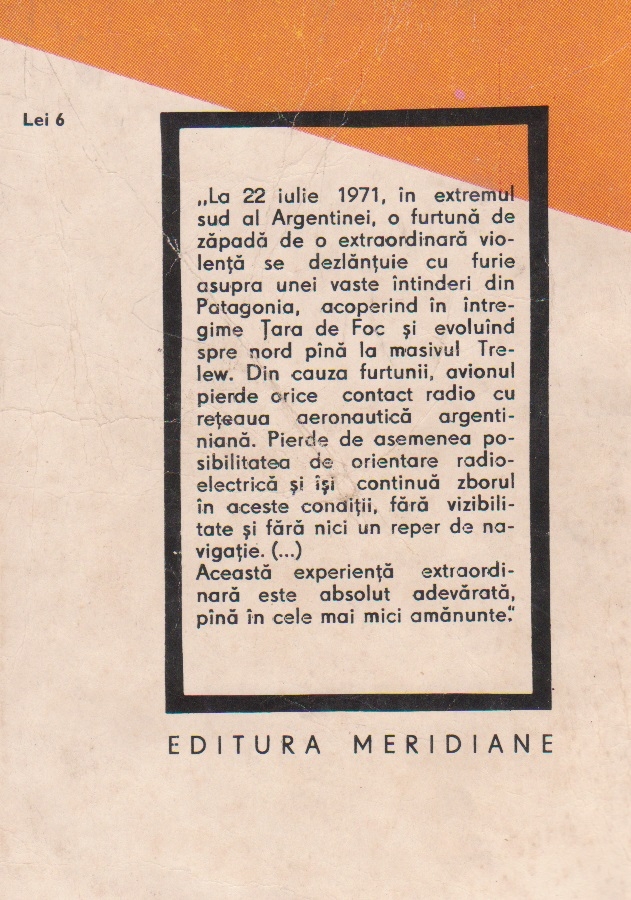 Lei 6
„La 22 iulie 1971, în extremul
sud al Argentinei, o furtună de
zăpadă de o extraordinară vio-
lență se dezlănțuie cu furie
asupra unei vaste întinderi din
Patagonia, acoperind în între-
gime Țara de Foc și evoluînd
spre nord pînă la masivul Tre-
lew. Din cauza furtunii, avionul
pierde orice contact radio cu
rețeaua aeronautică argenti-
niană. Pierde de asemenea po-
sibilitatea de orientare radio-
electrică și își continuă zborul
în aceste condiții, fără vizibili-
tate și fără nici un reper de na-
vigație. (...)
Această experiență extraordi-
nară este absolut adevărată,
pînă în cele mai mici amănunte.“
EDITURA MERIDIANE